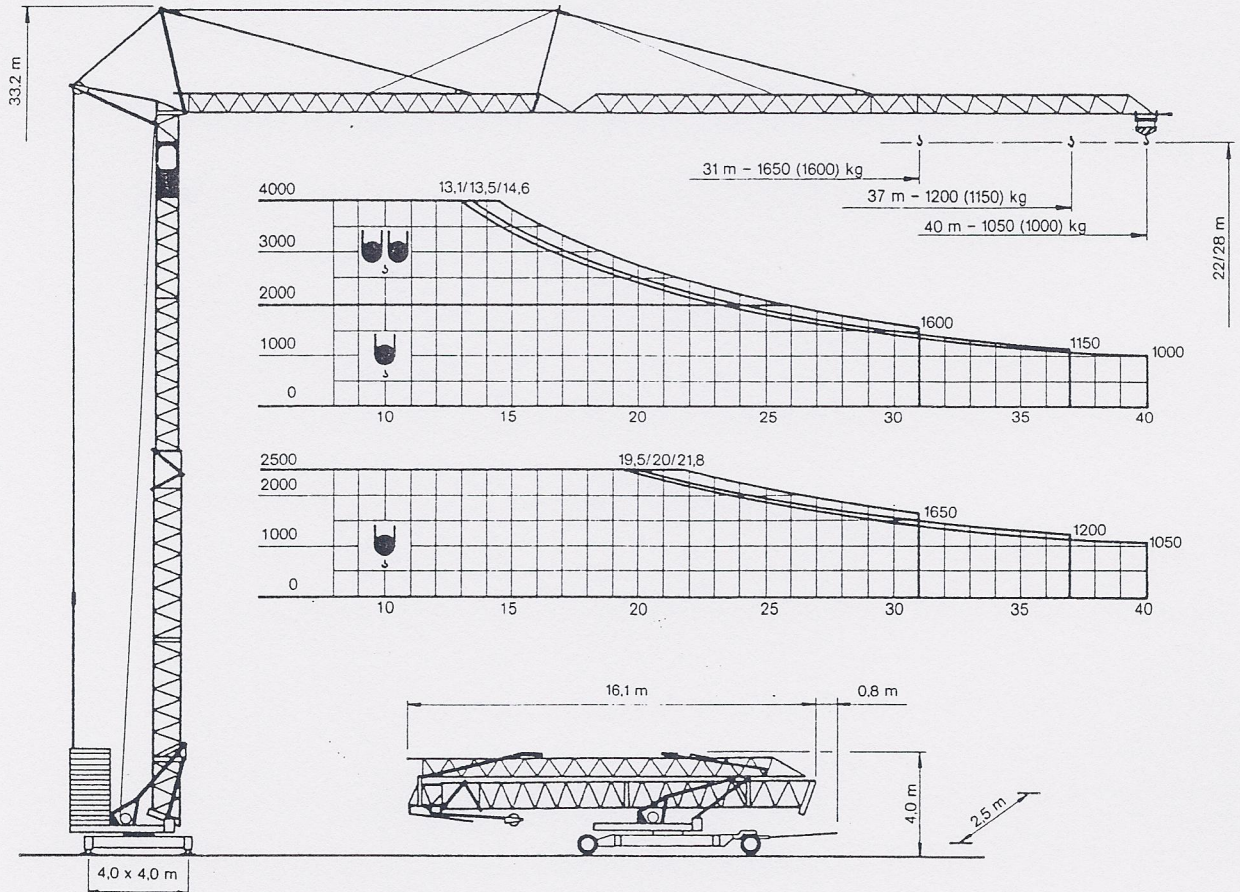 33,2 m
31 m – 1650 (1600) kg
37 m – 1200 (1150) kg
40 m – 1050 (1000) kg
22/28 m
4000
13,1/13,5/14,6
3000
2000
1600
1150
1000
1000
0
10 15 20 25 30 35 40
2500
19,5/20/21,8
2000
1650
1200
1000
1050
0
10 15 20 25 30 35 40
16,1 m
0,8 m
4,0 m
2,5 m
4,0 x 4,0 m